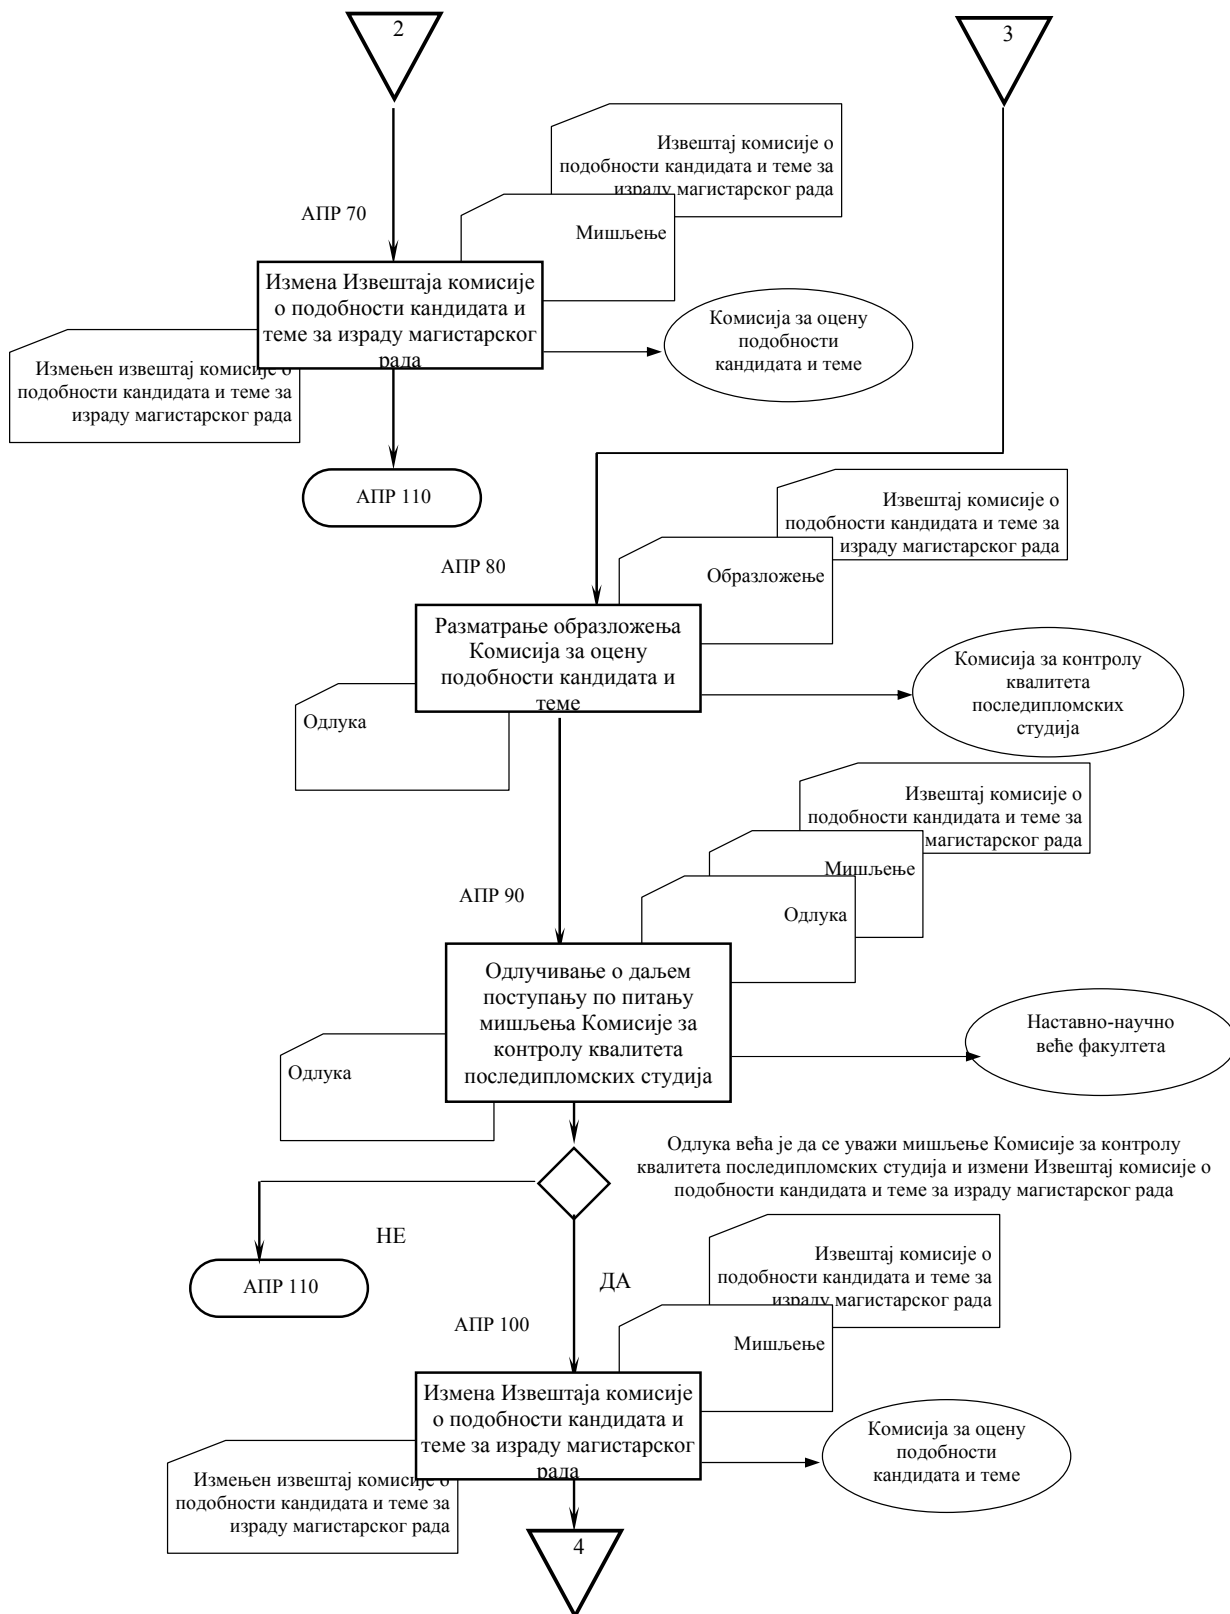 2
3
Извештај комисије о
подобности кандидата и теме за
израду магистарског рада
АПР 70
Мишљење
Измена Извештаја комисије
о подобности кандидата и
теме за израду магистарског
рада
Комисија за оцену
подобности
кандидата и теме
Измењен извештај комисије о
подобности кандидата и теме за
израду магистарског рада
АПР 110
Извештај комисије о
подобности кандидата и теме за
израду магистарског рада
АПР 80
Образложење
Разматрање образложења
Комисија за оцену
подобности кандидата и
теме
Комисија за контролу
квалитета
последипломских
студија
Одлука
Извештај комисије о
подобности кандидата и теме за
магистарског рада
Мишљење
АПР 90
Одлука
Одлучивање о даљем
поступању по питању
мишљења Комисије за
контролу квалитета
последипломских студија
Наставно-научно
веће факултета
Одлука
Одлука већа је да се уважи мишљење Комисије за контролу
квалитета последипломских студија и измени Извештај комисије о
подобности кандидата и теме за израду магистарског рада
НЕ
АПР 110
ДА
Извештај комисије о
подобности кандидата и теме за
израду магистарског рада
АПР 100
Мишљење
Измена Извештаја комисије
о подобности кандидата и
теме за израду магистарског
рада
Комисија за оцену
подобности
кандидата и теме
Измењен извештај комисије о
подобности кандидата и теме за
израду магистарског рада
4